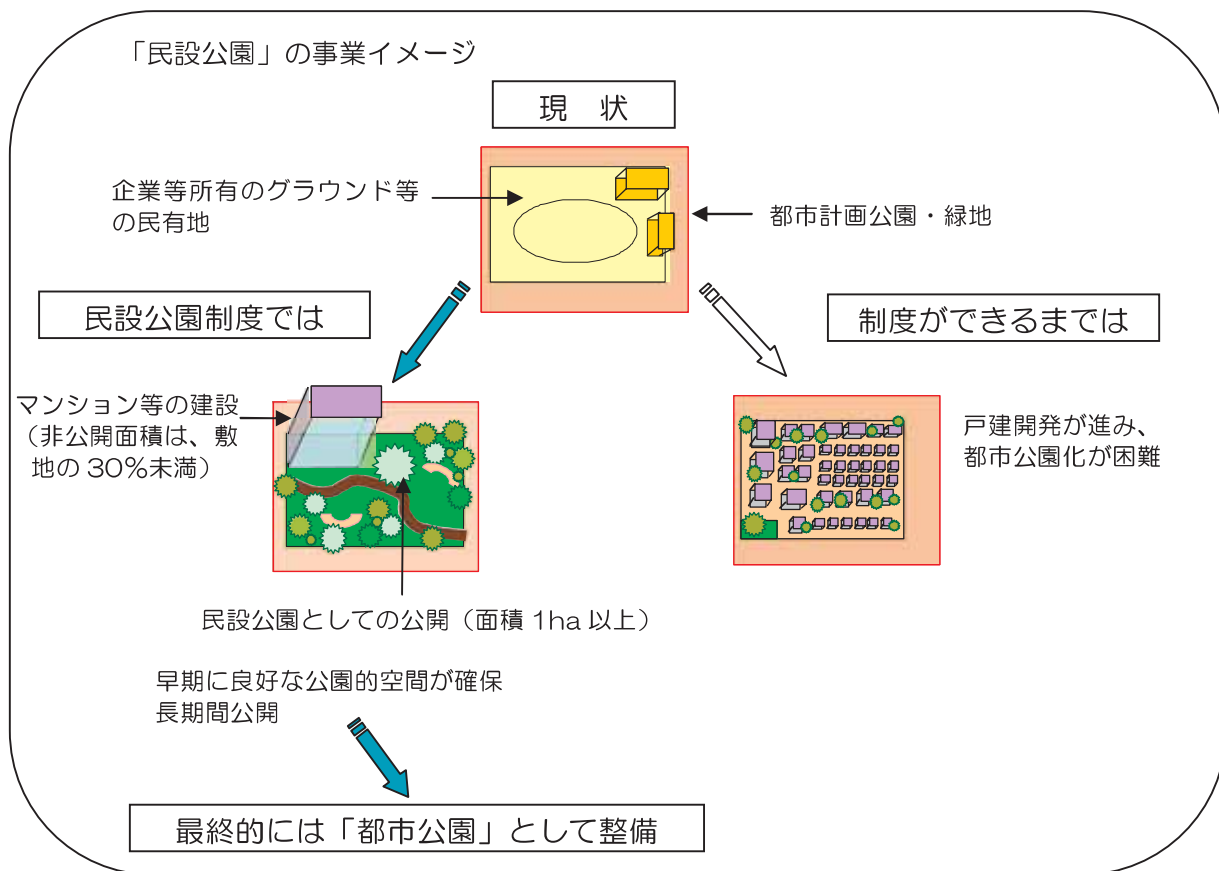 「民設公園」の事業イメージ
現　状
企業等所有のグラウンド等
の民有地
都市計画公園・緑地
民設公園制度では
制度ができるまでは
マンション等の建設
（非公開面積は、敷
地の 30％未満）
戸建開発が進み、
都市公園化が困難
民設公園としての公開（面積 1ha 以上）
早期に良好な公園的空間が確保
長期間公開
最終的には「都市公園」として整備